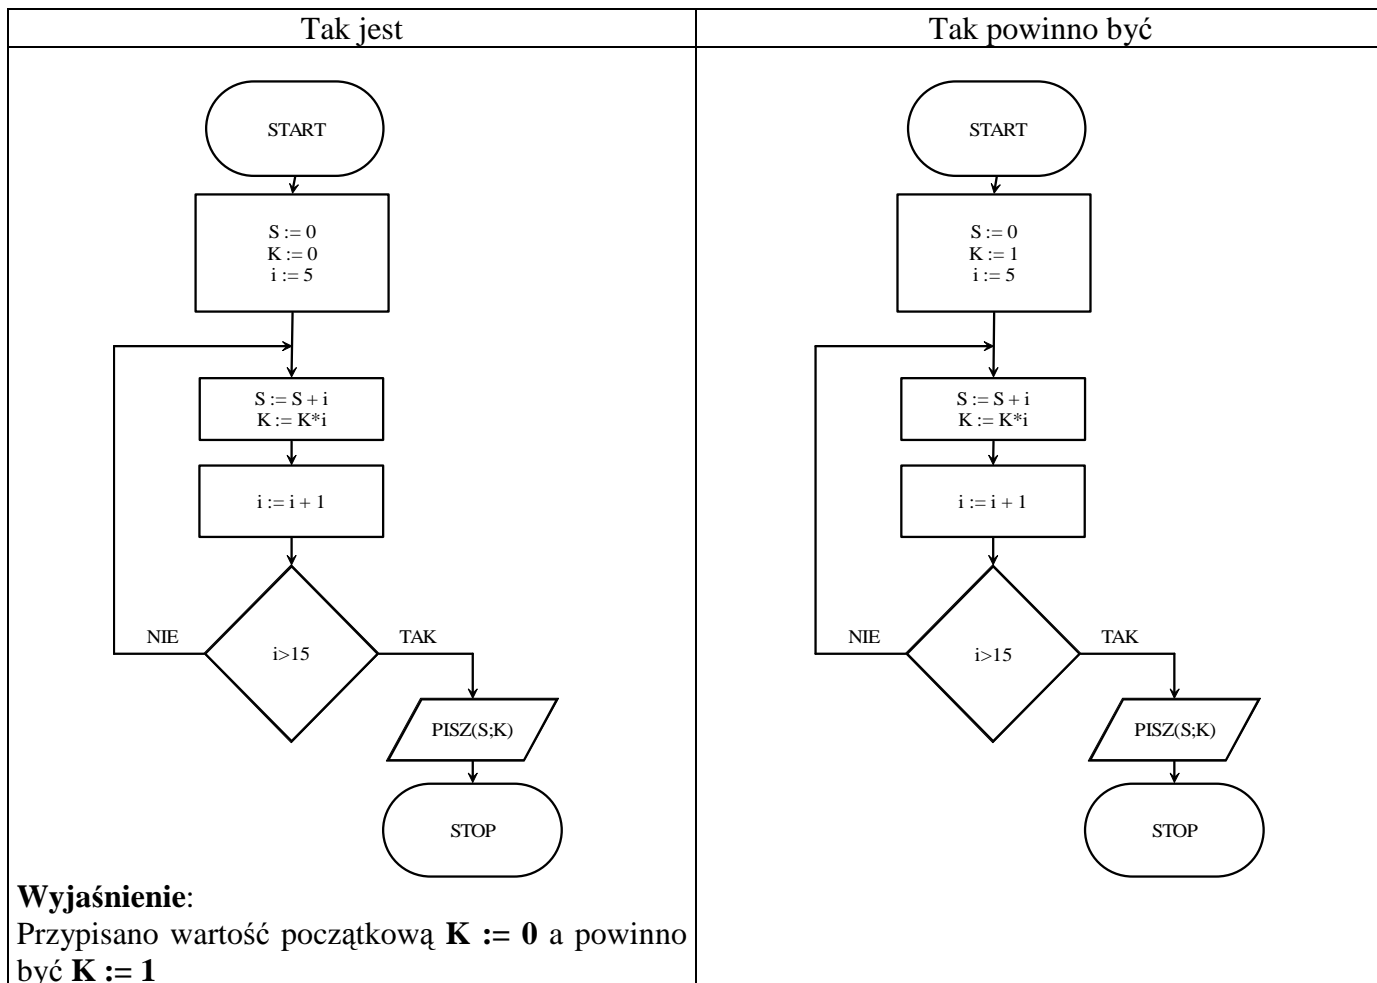 Tak jest
Tak powinno być
START
S := 0
K := 0
i := 5
S := S + i
K := K*i
i := i + 1
NIE
i>15
TAK
PISZ(S;K)
STOP
Wyjaśnienie:
Przypisano wartość początkową K := 0 a powinno
być K := 1
START
S := 0
K := 1
i := 5
S := S + i
K := K*i
i := i + 1
NIE
i>15
TAK
PISZ(S;K)
STOP